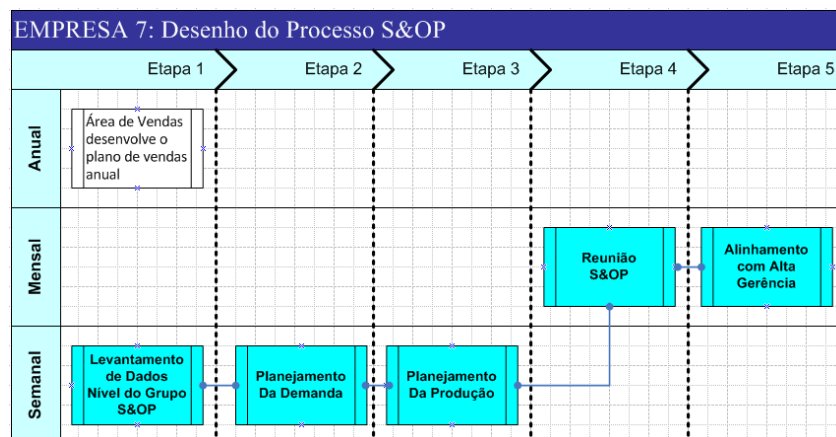 EMPRESA 7: Desenho do Processo S&OP
Etapa 1
Etapa 2
Etapa 3
Etapa 4
Etapa 5
Anual
Área de Vendas
desenvolve o
plano de vendas
anual
Mensal
Reunião
S&OP
Alinhamento
com Alta
Gerência
Semanal
Levantamento
de Dados
Nível do Grupo
S&OP
Planejamento
Da Demanda
Planejamento
Da Produção